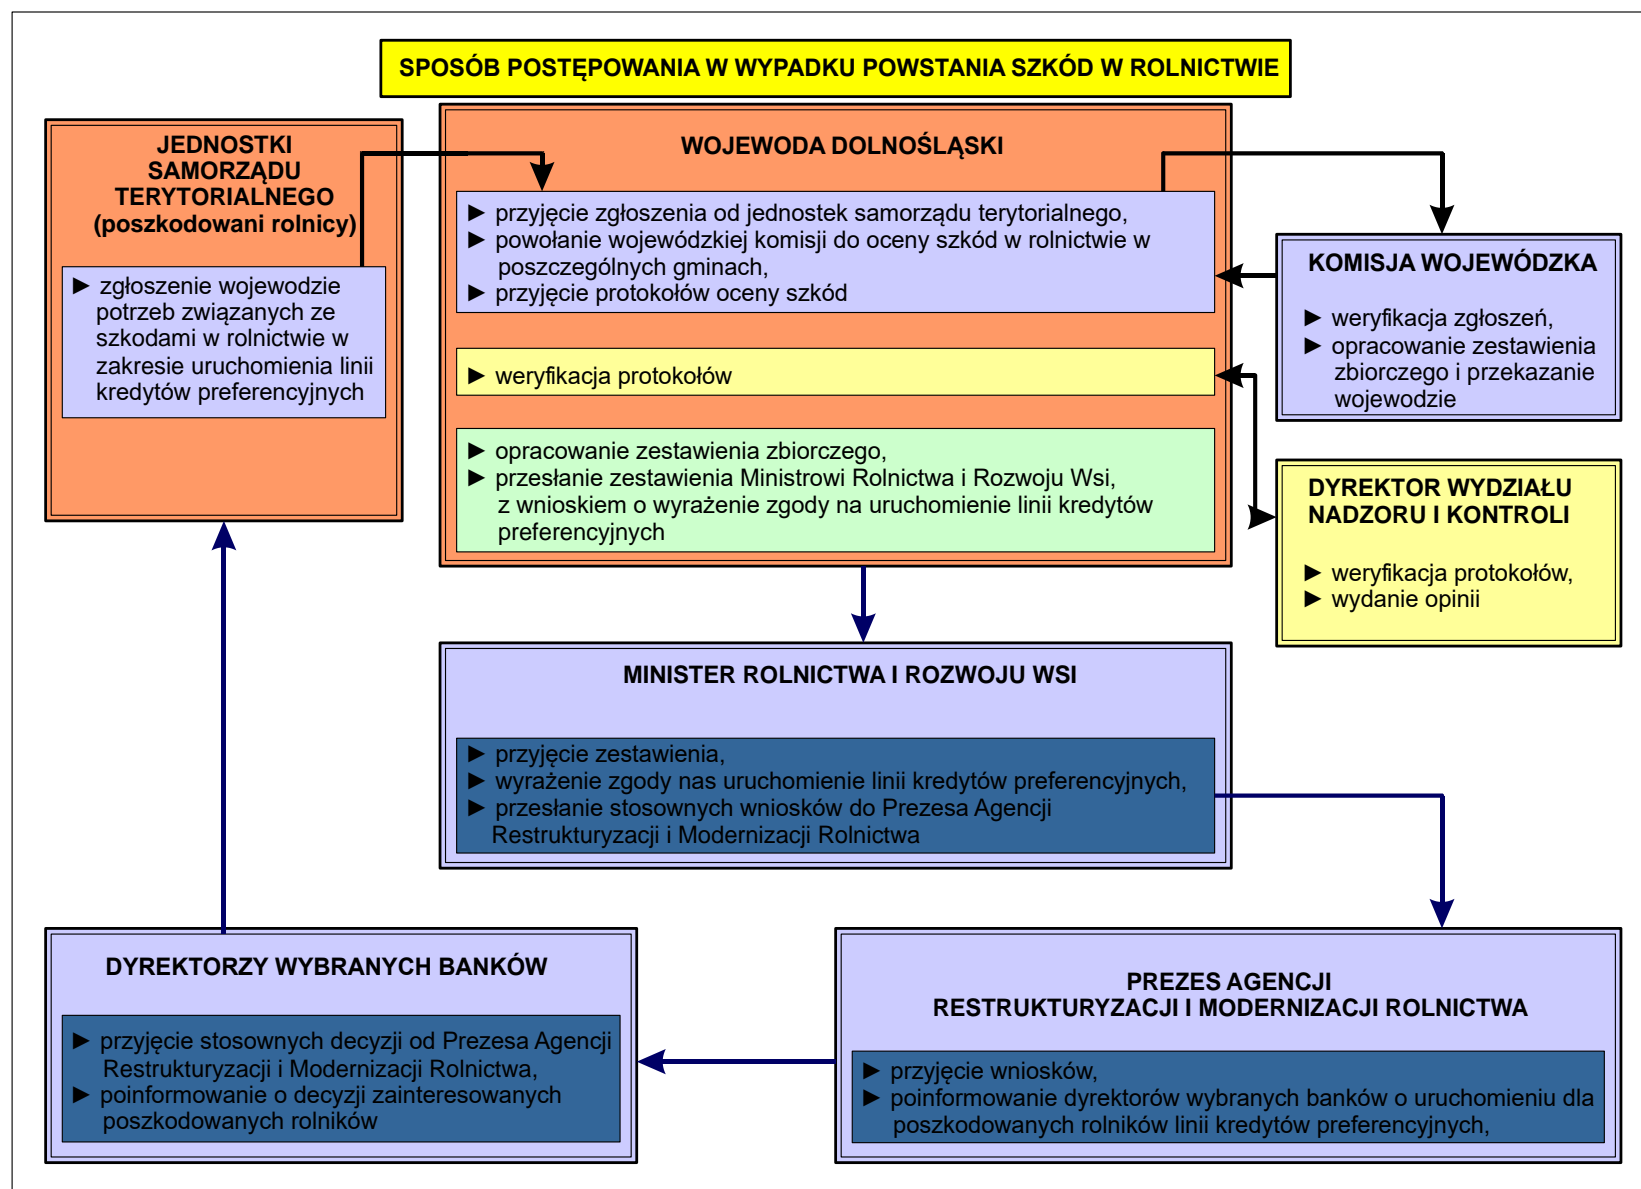 SPOSÓB POSTĘPOWANIA W WYPADKU POWSTANIA SZKÓD W ROLNICTWIE
JEDNOSTKI
SAMORZĄDU
TERYTORIALNEGO
(poszkodowani rolnicy)
► zgłoszenie wojewodzie
potrzeb związanych ze
szkodami w rolnictwie w
zakresie uruchomienia linii
kredytów preferencyjnych
WOJEWODA DOLNOŚLĄSKI
► przyjęcie zgłoszenia od jednostek samorządu terytorialnego,
► powołanie wojewódzkiej komisji do oceny szkód w rolnictwie w
poszczególnych gminach,
► przyjęcie protokołów oceny szkód
► weryfikacja protokołów
► opracowanie zestawienia zbiorczego,
► przesłanie zestawienia Ministrowi Rolnictwa i Rozwoju Wsi,
z wnioskiem o wyrażenie zgody na uruchomienie linii kredytów
preferencyjnych
KOMISJA WOJEWÓDZKA
► weryfikacja zgłoszeń,
► opracowanie zestawienia
zbiorczego i przekazanie
wojewodzie
DYREKTOR WYDZIAŁU
NADZORU I KONTROLI
► weryfikacja protokołów,
► wydanie opinii
MINISTER ROLNICTWA I ROZWOJU WSI
► przyjęcie zestawienia,
► wyrażenie zgody nas uruchomienie linii kredytów preferencyjnych,
► przesłanie stosownych wniosków do Prezesa Agencji
Restrukturyzacji i Modernizacji Rolnictwa
DYREKTORZY WYBRANYCH BANKÓW
► przyjęcie stosownych decyzji od Prezesa Agencji
Restrukturyzacji i Modernizacji Rolnictwa,
► poinformowanie o decyzji zainteresowanych
poszkodowanych rolników
PREZES AGENCJI
RESTRUKTURYZACJI I MODERNIZACJI ROLNICTWA
► przyjęcie wniosków,
► poinformowanie dyrektorów wybranych banków o uruchomieniu dla
poszkodowanych rolników linii kredytów preferencyjnych,